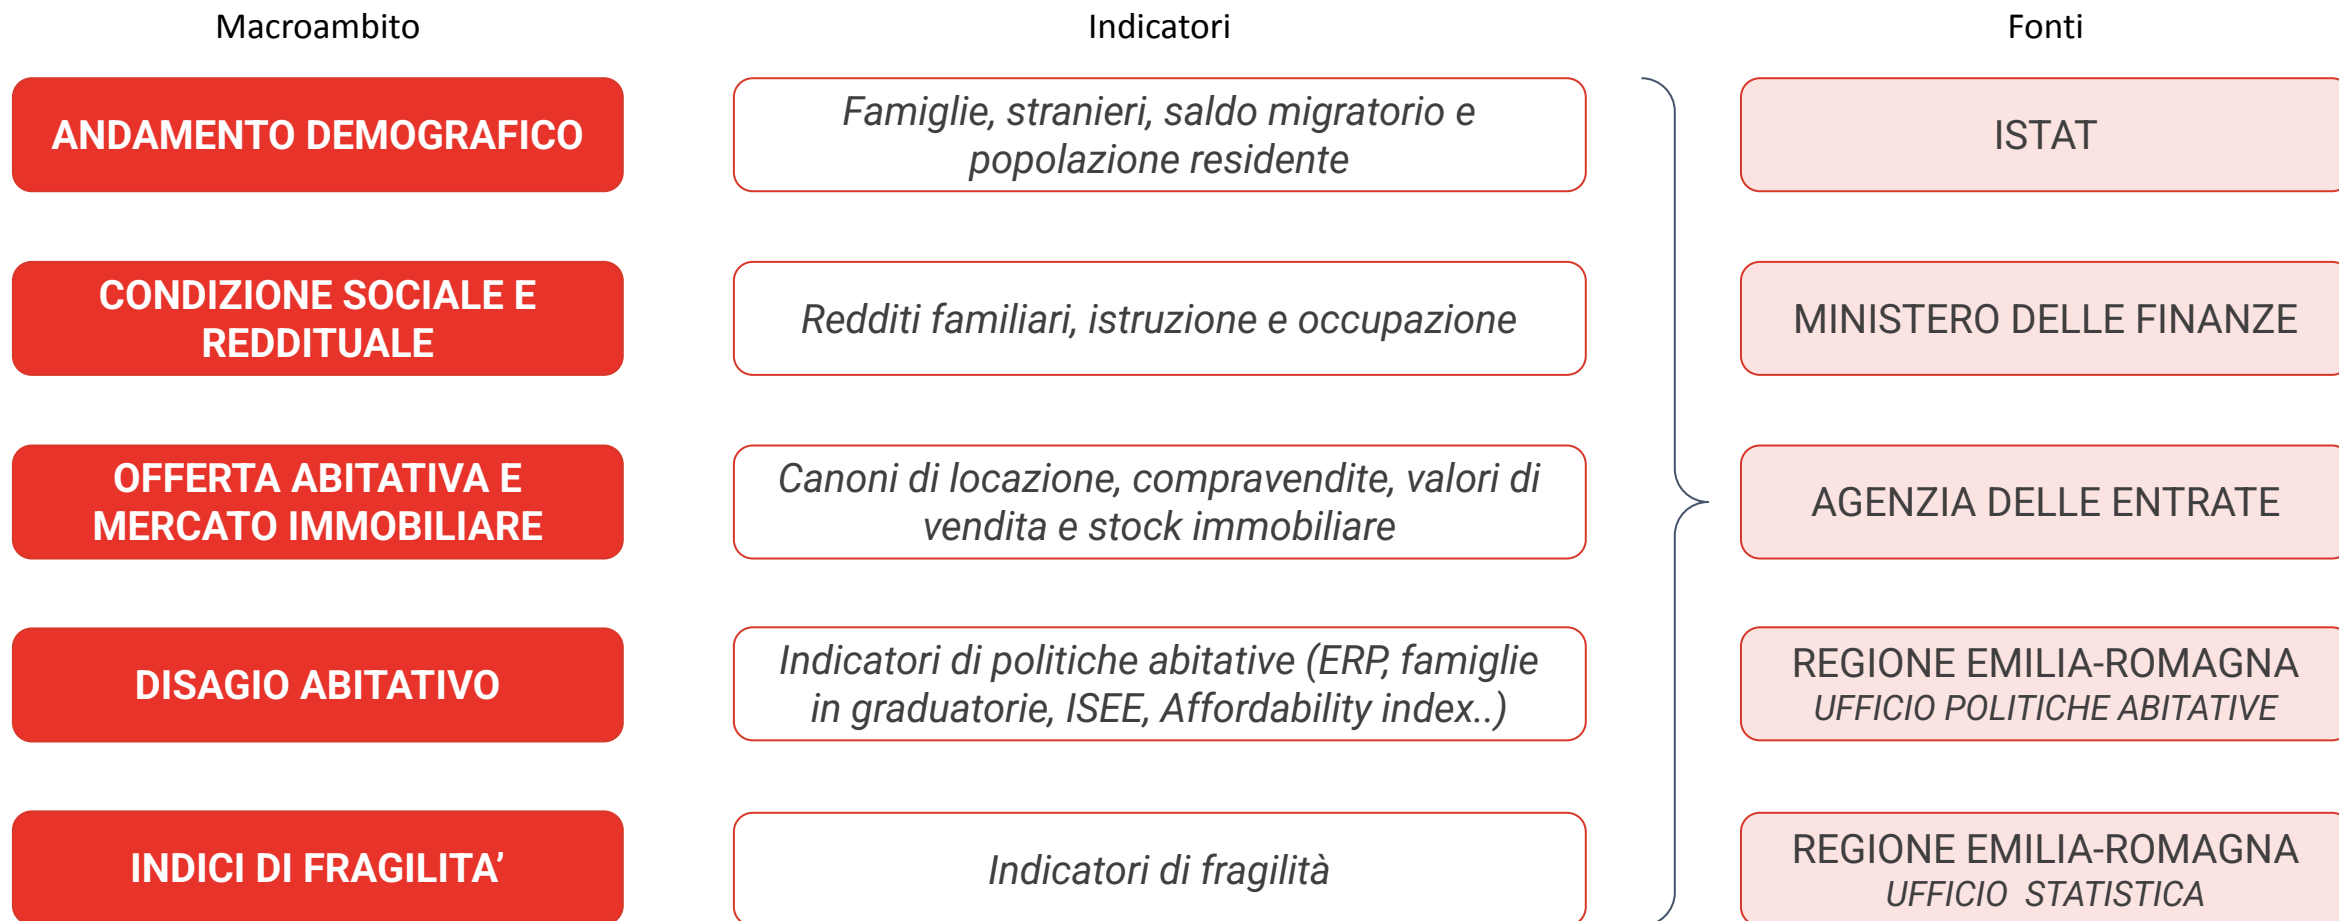 Macroambito
Indicatori
Fonti
ANDAMENTO DEMOGRAFICO
Famiglie, stranieri, saldo migratorio e
popolazione residente
ISTAT
CONDIZIONE SOCIALE E
REDDITUALE
Redditi familiari, istruzione e occupazione
MINISTERO DELLE FINANZE
OFFERTA ABITATIVA E
MERCATO IMMOBILIARE
Canoni di locazione, compravendite, valori di
vendita e stock immobiliare
AGENZIA DELLE ENTRATE
DISAGIO ABITATIVO
Indicatori di politiche abitative (ERP, famiglie
in graduatorie, ISEE, Affordability index..)
REGIONE EMILIA-ROMAGNA
UFFICIO POLITICHE ABITATIVE
INDICI DI FRAGILITA’
Indicatori di fragilità
REGIONE EMILIA-ROMAGNA
UFFICIO STATISTICA